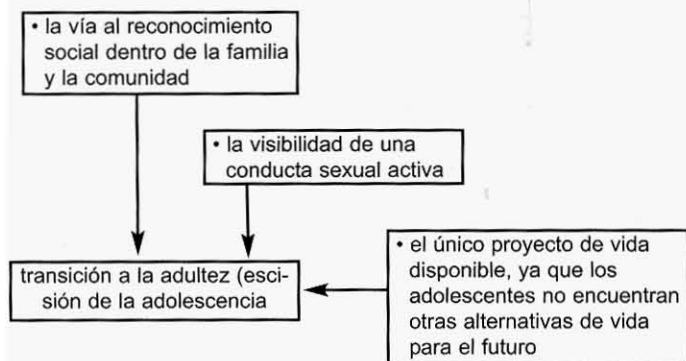 • la vía al reconocimiento
social dentro de la familia
y la comunidad
• la visibilidad de una
conducta sexual activa
transición a la adultez (esci-
sión de la adolescencia
• el único proyecto de vida
disponible, ya que los
adolescentes no encuentran
otras alternativas de vida
para el futuro